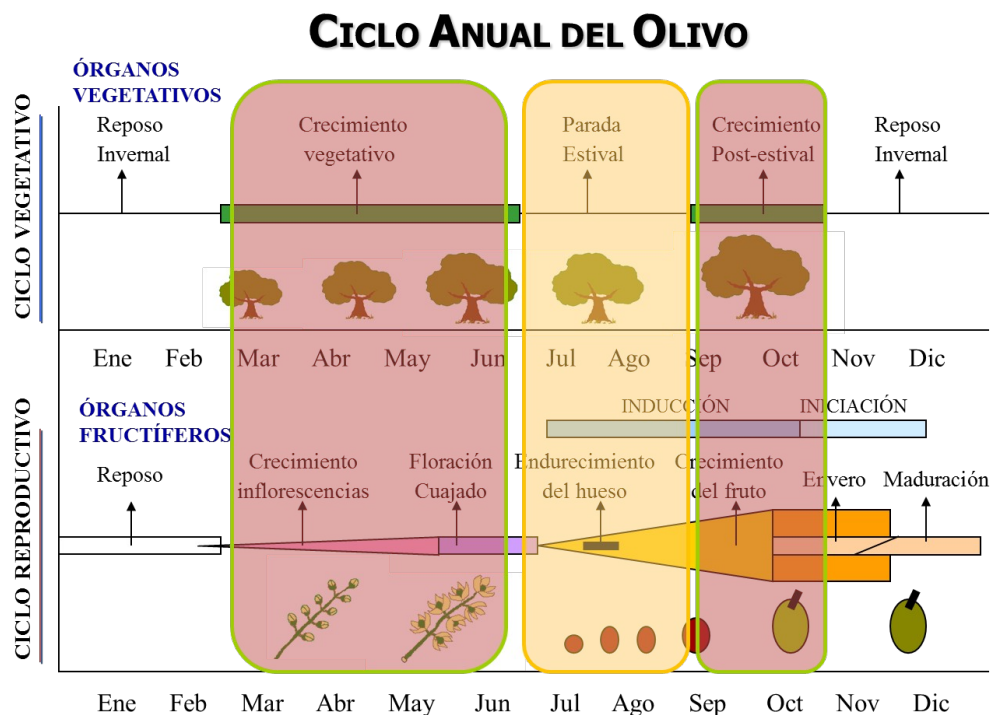 CICLO ANUAL DEL OLIVO
ÓRGANOS
VEGETATIVOS
CICLO VEGETATIVO
Reposo
Invernal
Crecimiento
vegetativo
Parada
Estival
Crecimiento
Post-estival
Reposo
Invernal
Ene Feb Mar Abr May Jun Jul Ago Sep Oct Nov Dic
ÓRGANOS
FRUCTÍFEROS
CICLO REPRODUCTIVO
INDUCCIÓN
INICIACIÓN
Reposo
Crecimiento
inflorescencias
Floración
Cuajado
Endurecimiento
del hueso
Crecimiento
del fruto
Envero
Maduración
Ene Feb Mar Abr May Jun Jul Ago Sep Oct Nov Dic